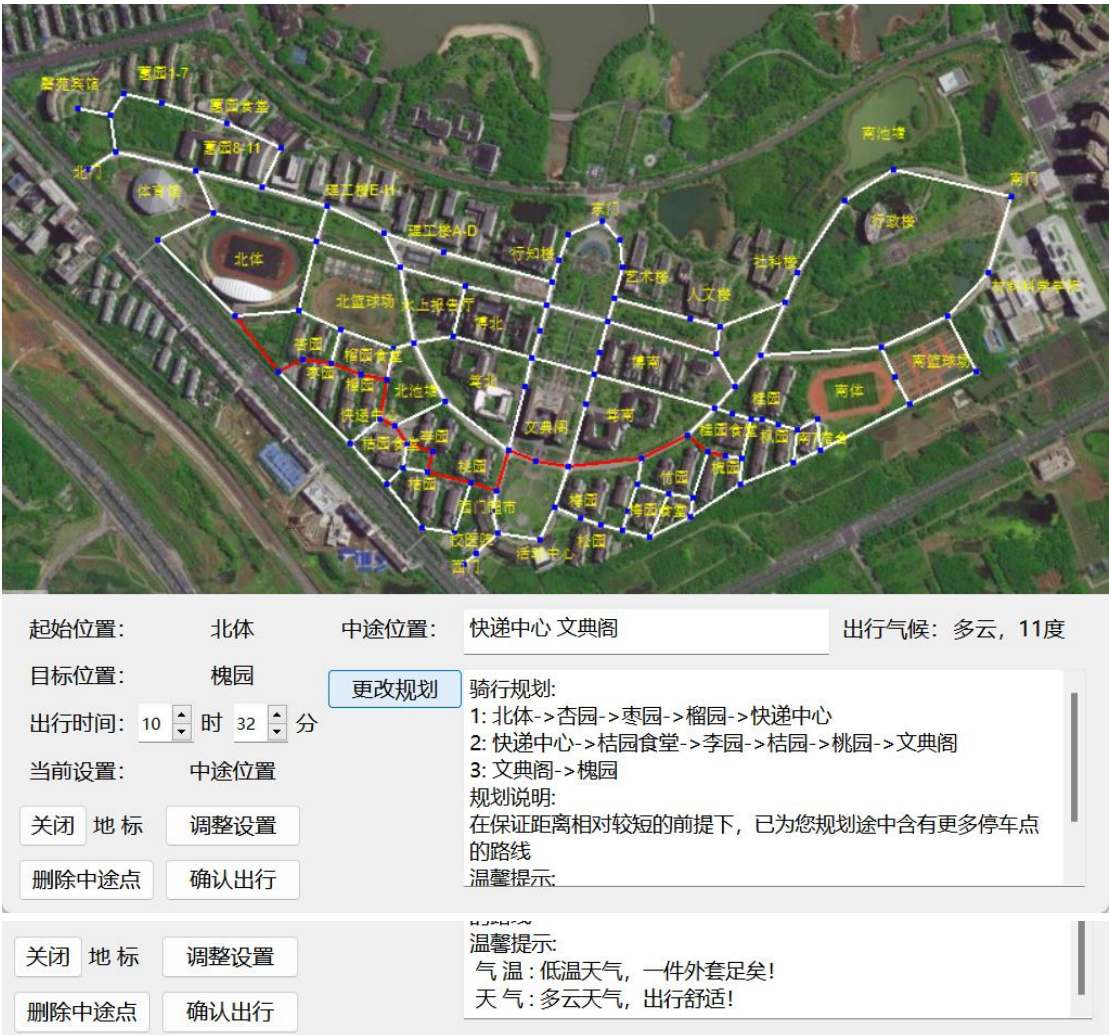 蕙园1-7
馨苑宾馆
蕙园食堂
蕙园8-11
南池塘
北门
体育馆
理工楼E-H
南门
东门
行政楼
理工楼A-D
行知楼
北体
社科楼
艺术楼
材料科学学院
人文楼
北篮球场
水上报告厅
博北
杏园
榴园食堂
博南
南篮球场
枣园
榴园
北池塘
笃北
桂园
南体
快递中心
文典阁
笃南
桔园食堂
李园
桂园食堂
枫园
桃园
槐园
桔园
竹园
西门超市
梅园食堂
校医院
活动中心
松园
西门
起始位置: 北体 中途位置: 快递中心 文典阁 出行气候: 多云, 11度
目标位置: 槐园 更改规划
出行时间: 10 时 32 分
当前设置: 中途位置
关闭 地 标 调整设置
删除中途点 确认出行
骑行规划:
1: 北体->杏园->枣园->榴园->快递中心
2: 快递中心->桔园食堂->李园->桔园->桃园->文典阁
3: 文典阁->槐园
规划说明:
在保证距离相对较短的前提下, 已为您规划途中含有更多停车点
的路线
温馨提示:
的路线
关闭 地 标 调整设置
删除中途点 确认出行
温馨提示:
气 温 : 低温天气, 一件外套足矣!
天 气 : 多云天气, 出行舒适!